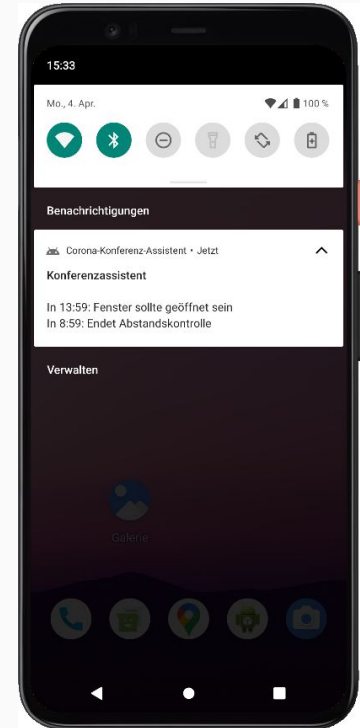 15:33
Mo., 4. Apr.
100 %
Benachrichtigungen
Corona-Konferenz-Assistent • Jetzt
Konferenzassistent
In 13:59: Fenster sollte geöffnet sein
In 8:59: Endet Abstandskontrolle
Verwalten
Galerie